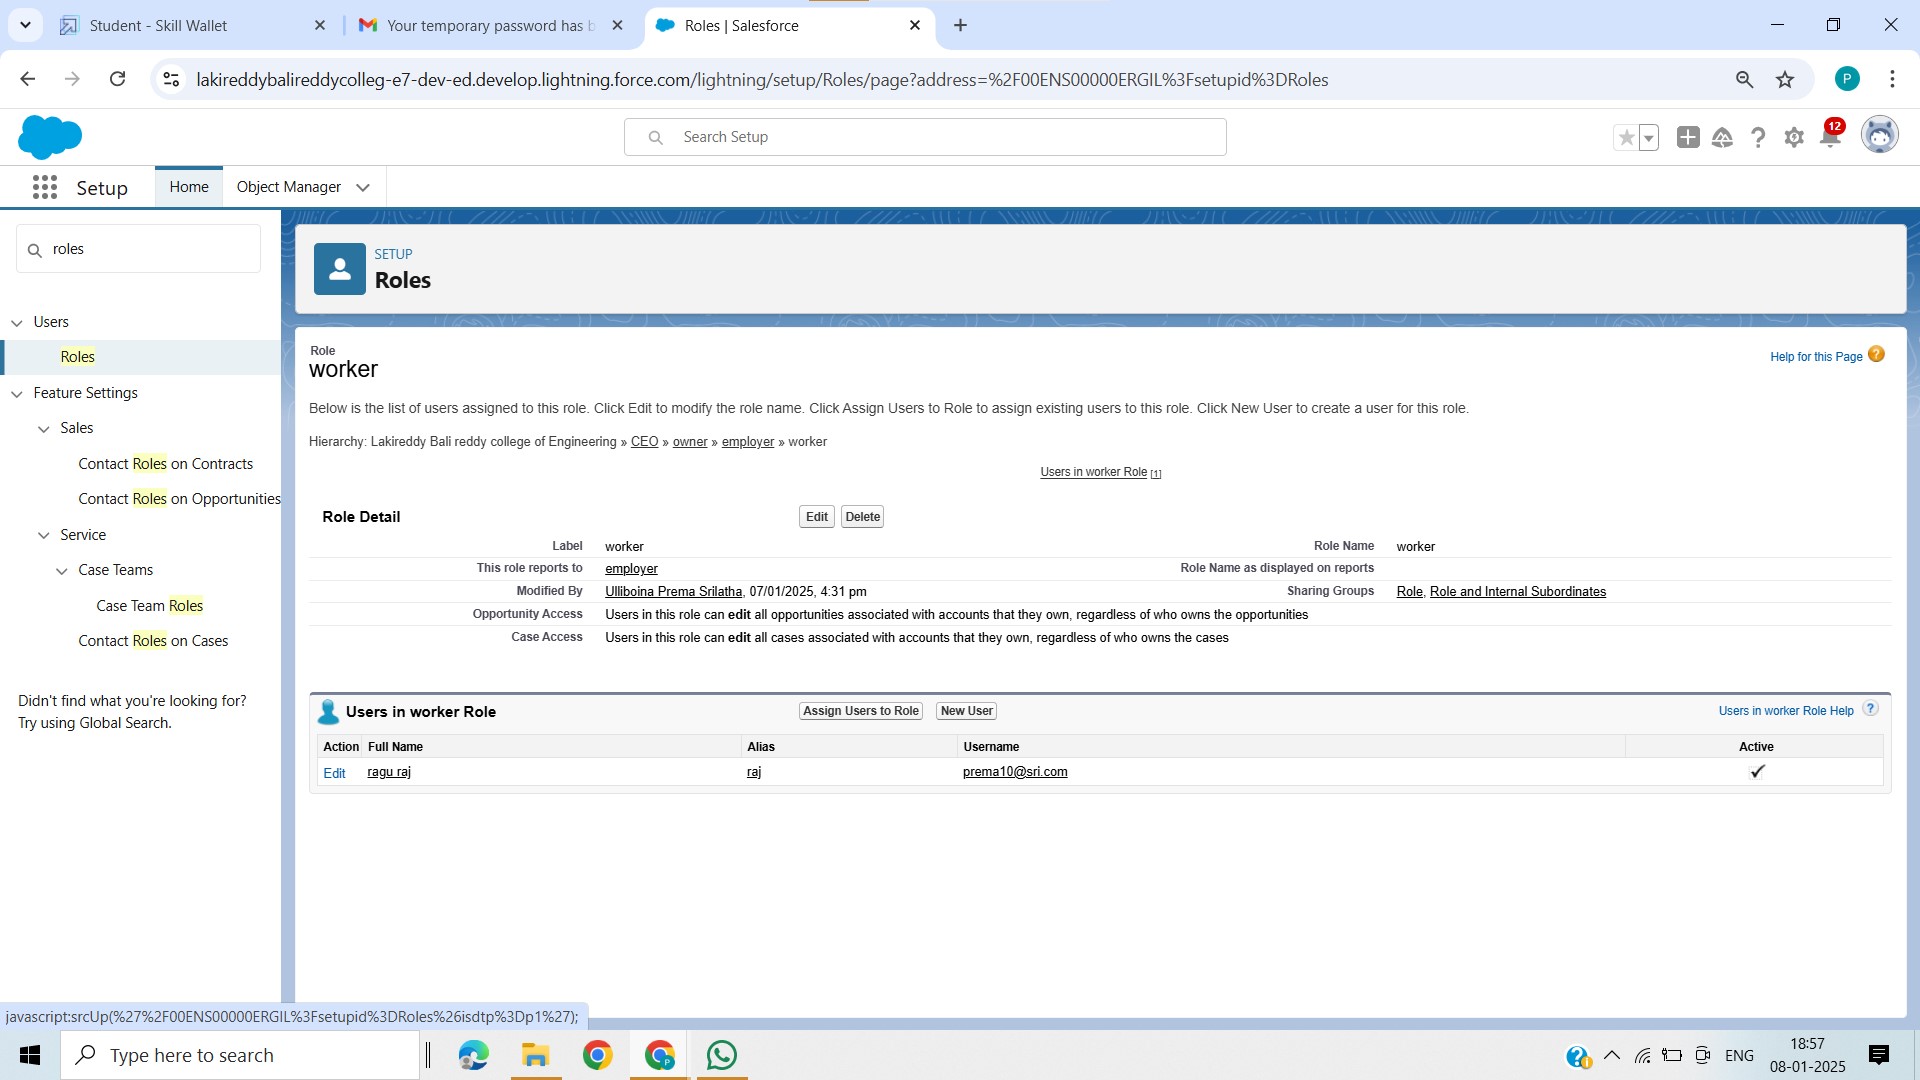 Student - Skill Wallet
Your temporary password has b
Roles | Salesforce
lakireddybalireddycolleg-e7-dev-ed.develop.lightning.force.com/lightning/setup/Roles/page?address=%2F00ENS00000ERGIL%3Fsetupid%3DRoles
P
Search Setup
12
Setup
Home
Object Manager
roles
SETUP
Roles
Users
Roles
Feature Settings
Sales
Contact Roles on Contracts
Contact Roles on Opportunities
Service
Case Teams
Case Team Roles
Contact Roles on Cases
Didn't find what you're looking for?
Try using Global Search.
Role
worker
Help for this Page
Below is the list of users assigned to this role. Click Edit to modify the role name. Click Assign Users to Role to assign existing users to this role. Click New User to create a user for this role.
Hierarchy: Lakireddy Bali reddy college of Engineering » CEO » owner » employer » worker
Users in worker Role [1]
Role Detail Edit Delete
Label worker Role Name worker
This role reports to employer Role Name as displayed on reports
Modified By Ulliboina Prema Srilatha, 07/01/2025, 4:31 pm Sharing Groups Role, Role and Internal Subordinates
Opportunity Access Users in this role can edit all opportunities associated with accounts that they own, regardless of who owns the opportunities
Case Access Users in this role can edit all cases associated with accounts that they own, regardless of who owns the cases
Users in worker Role Assign Users to Role New User Users in worker Role Help ?
Action Full Name Alias Username Active
Edit ragu raj raj prema10@sri.com
javascript:srcUp(%27%2F00ENS00000ERGIL%3Fsetupid%3DRoles%26isdtp%3Dp1%27);
Type here to search
ENG
18:57
08-01-2025